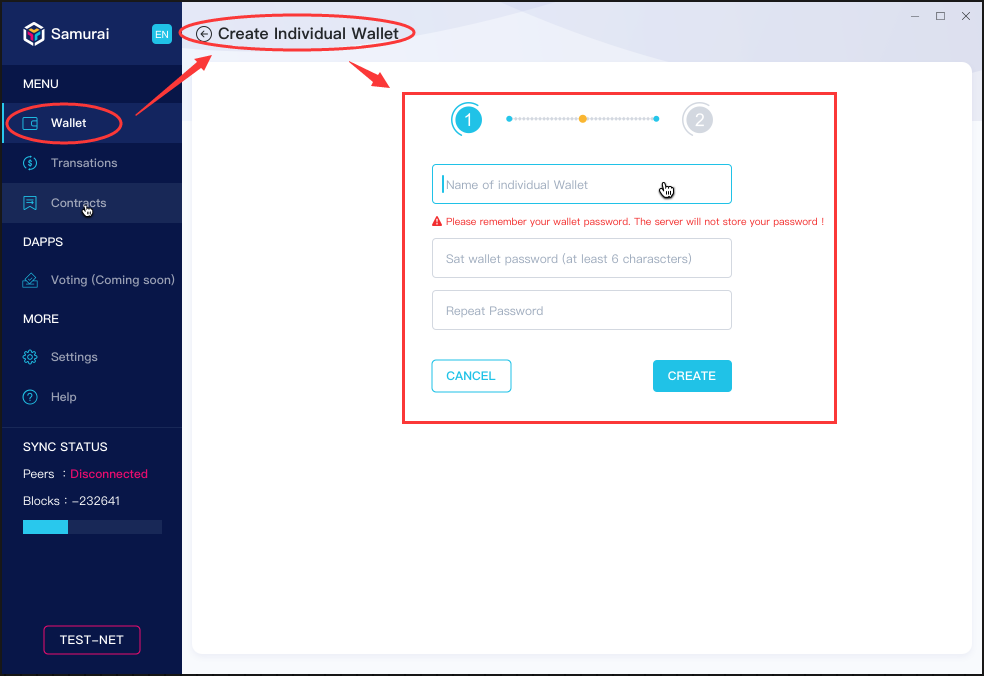 Samurai
EN
Create Individual Wallet
MENU
Wallet
Transations
Contracts
DAPPS
Voting (Coming soon)
MORE
Settings
? Help
SYNC STATUS
Peers : Disconnected
Blocks : -232641
TEST-NET
1
2
Name of individual Wallet
Please remember your wallet password. The server will not store your password !
Sat wallet password (at least 6 charascters)
Repeat Password
CANCEL
CREATE